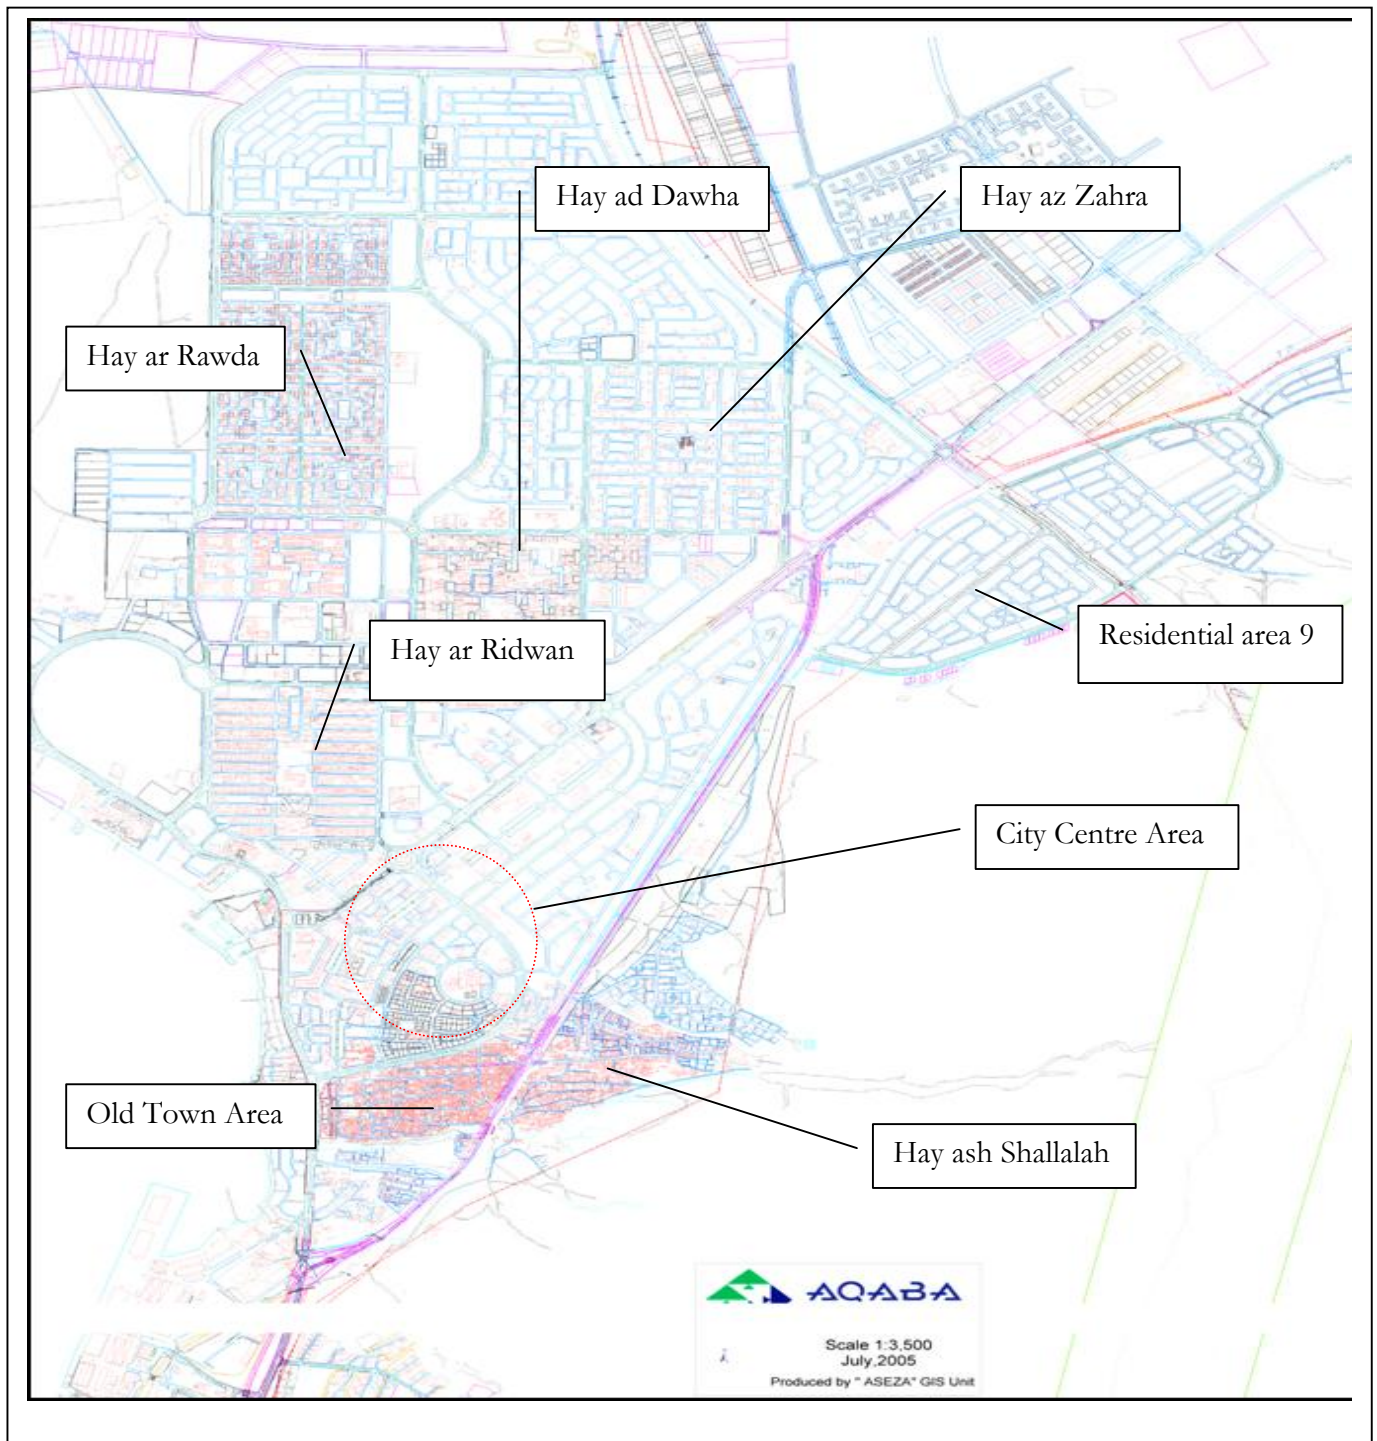 Hay ad Dawha
Hay az Zahra
Hay ar Rawda
Residential area 9
Hay ar Ridwan
City Centre Area
Old Town Area
Hay ash Shallalah
AQABA
Scale 1:3,500
July,2005
Produced by " ASEZA" GIS Unit